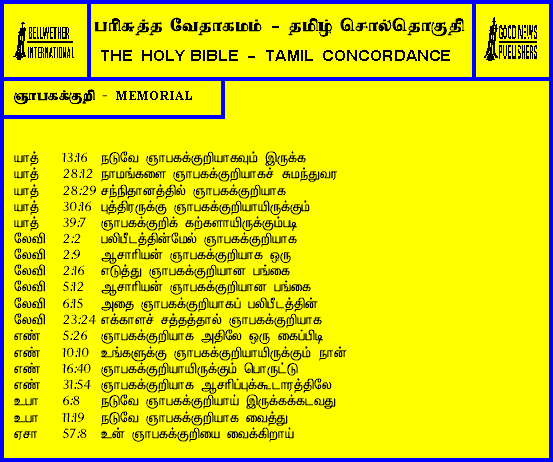 BELLWETHER
INTERNATIONAL
பரிசுத்த வேதாகமம் - தமிழ் சொல்தொகுதி
THE HOLY BIBLE - TAMIL CONCORDANCE
GOOD NEWS
PUBLISHERS
ஞாபகக்குறி - MEMORIAL
யாத் 13:16 நடுவே ஞாபகக்குறியாகவும் இருக்க
யாத் 28:12 நாமங்களை ஞாபகக்குறியாகச் சுமந்துவர
யாத் 28:29 சந்நிதானத்தில் ஞாபகக்குறியாக
யாத் 30:16 புத்திரருக்கு ஞாபகக்குறியாயிருக்கும்
யாத் 39:7 ஞாபகக்குறிக் கற்களாயிருக்கும்படி
லேவி 2:2 பலிபீடத்தின்மேல் ஞாபகக்குறியாக
லேவி 2:9 ஆசாரியன் ஞாபகக்குறியாக ஒரு
லேவி 2:16 எடுத்து ஞாபகக்குறியான பங்கை
லேவி 5:12 ஆசாரியன் ஞாபகக்குறியான பங்கை
லேவி 6:15 அதை ஞாபகக்குறியாகப் பலிபீடத்தின்
லேவி 23:24 எக்காளச் சத்தத்தால் ஞாபகக்குறியாக
எண் 5:26 ஞாபகக்குறியாக அதிலே ஒரு கைப்பிடி
எண் 10:10 உங்களுக்கு ஞாபகக்குறியாயிருக்கும் நான்
எண் 16:40 ஞாபகக்குறியாயிருக்கும் பொருட்டு
எண் 31:54 ஞாபகக்குறியாக ஆசரிப்புக்கூடாரத்திலே
உபா 6:8 நடுவே ஞாபகக்குறியாய் இருக்கக்கடவது
உபா 11:19 நடுவே ஞாபகக்குறியாக வைத்து
ஏசா 57:8 உன் ஞாபகக்குறியை வைக்கிறாய்